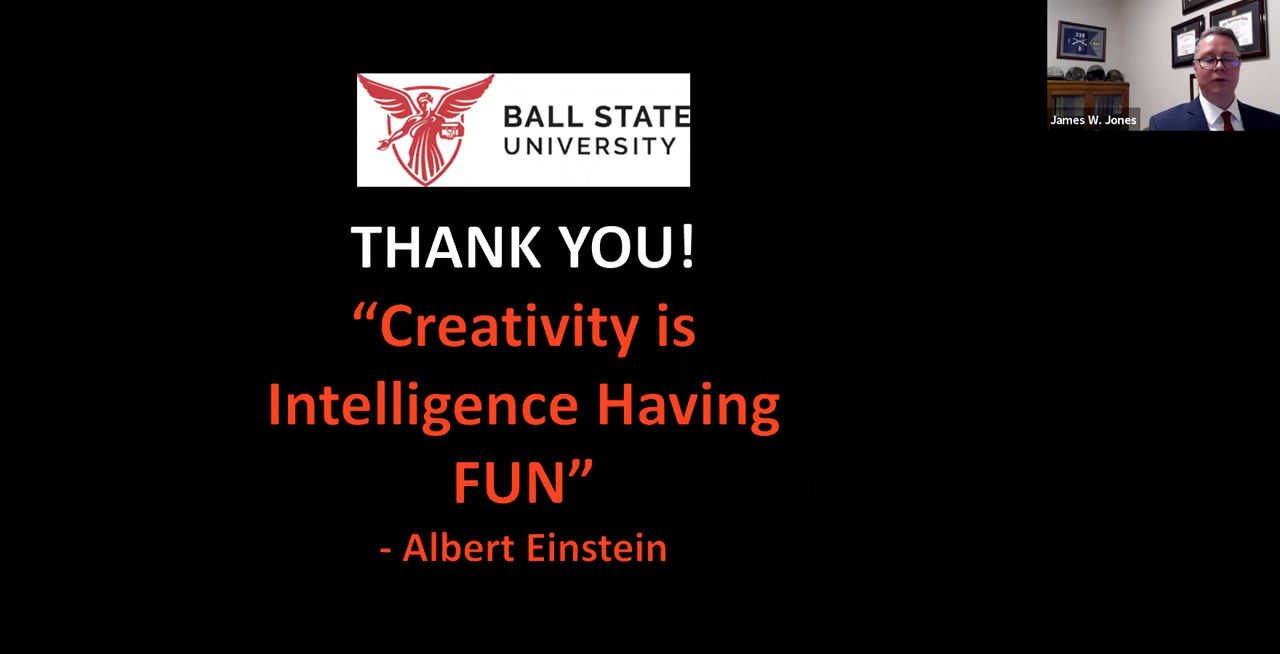 BALL STATE
UNIVERSITY
THANK YOU!
“Creativity is
Intelligence Having
FUN”
- Albert Einstein
James W. Jones